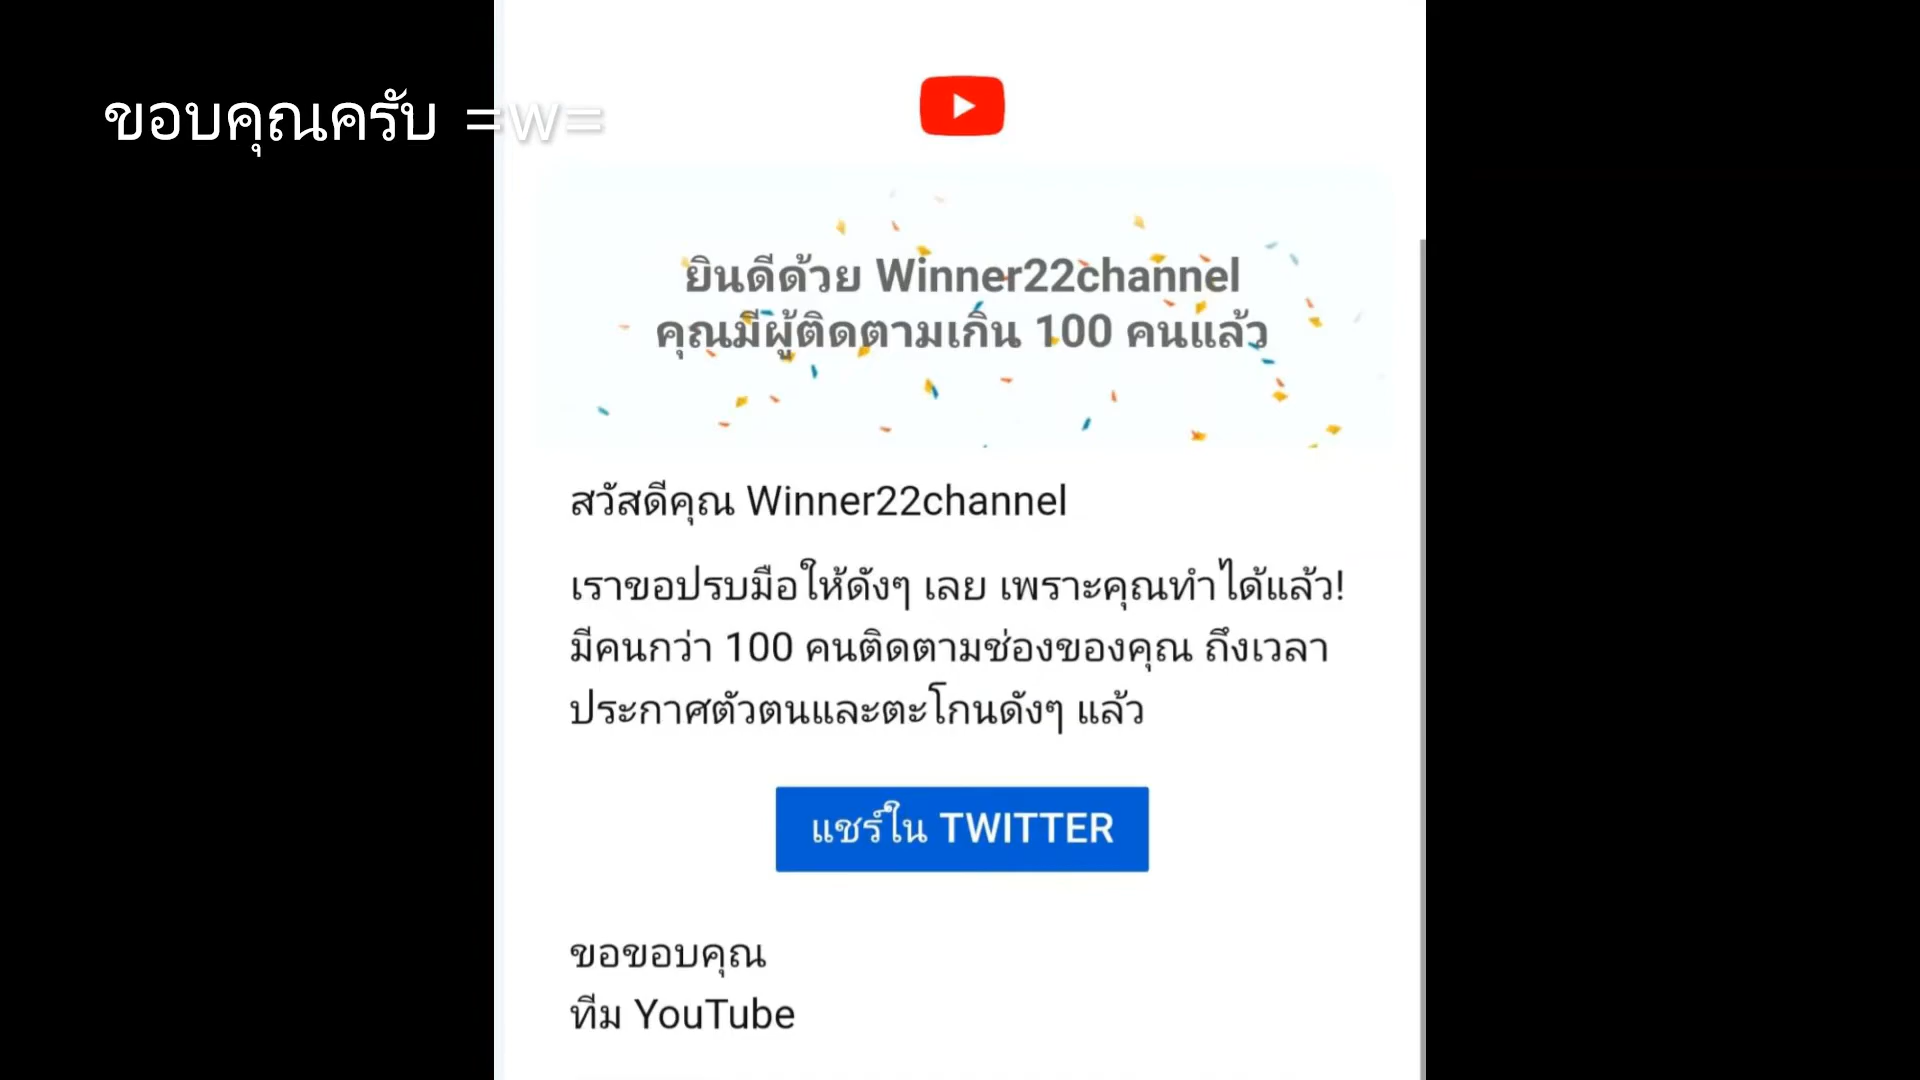 ขอบคุณครับ =w=
ยินดีด้วย Winner22channel
คุณมีผู้ติดตามเกิน 100 คนแล้ว
สวัสดีคุณ Winner22channel
เราขอปรบมือให้ดังๆ เลย เพราะคุณทำได้แล้ว!
มีคนกว่า 100 คนติดตามช่องของคุณ ถึงเวลา
ประกาศตัวตนและตะโกนดังๆ แล้ว
แชร์ใน TWITTER
ขอขอบคุณ
ทีม YouTube